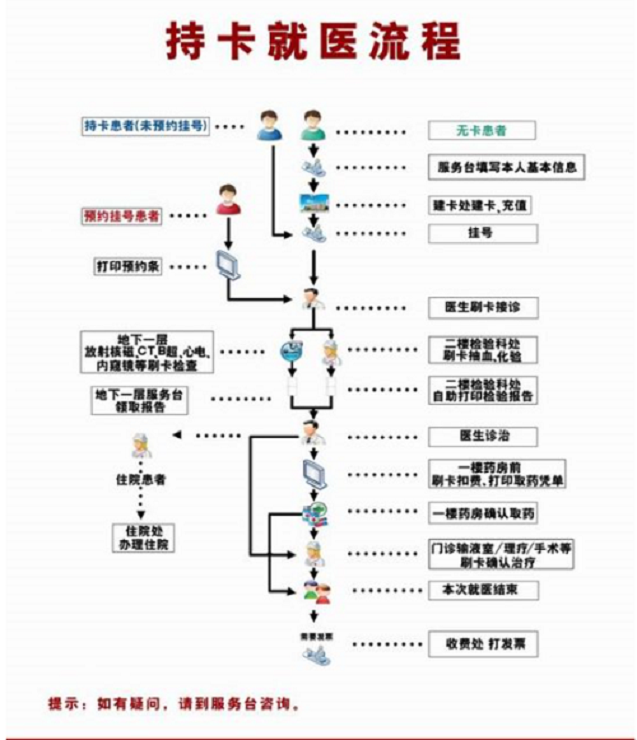 持卡就医流程
持卡患者(未预约挂号)
无卡患者
服务台填写本人基本信息
预约挂号患者
建卡处建卡、充值
挂号
打印预约条
医生刷卡接诊
地下一层
放射核磁、CT、B超、心电、
内窥镜等刷卡检查
二楼检验科处
刷卡抽血、化验
地下一层服务台
领取报告
二楼检验科处
自助打印检验报告
医生诊治
住院患者
一楼药房前
刷卡扣费、打印取药凭单
一楼药房确认取药
住院处
办理住院
门诊输液室/理疗/手术等
刷卡确认治疗
本次就医结束
需要发票
收费处 打发票
提示：如有疑问，请到服务台咨询。